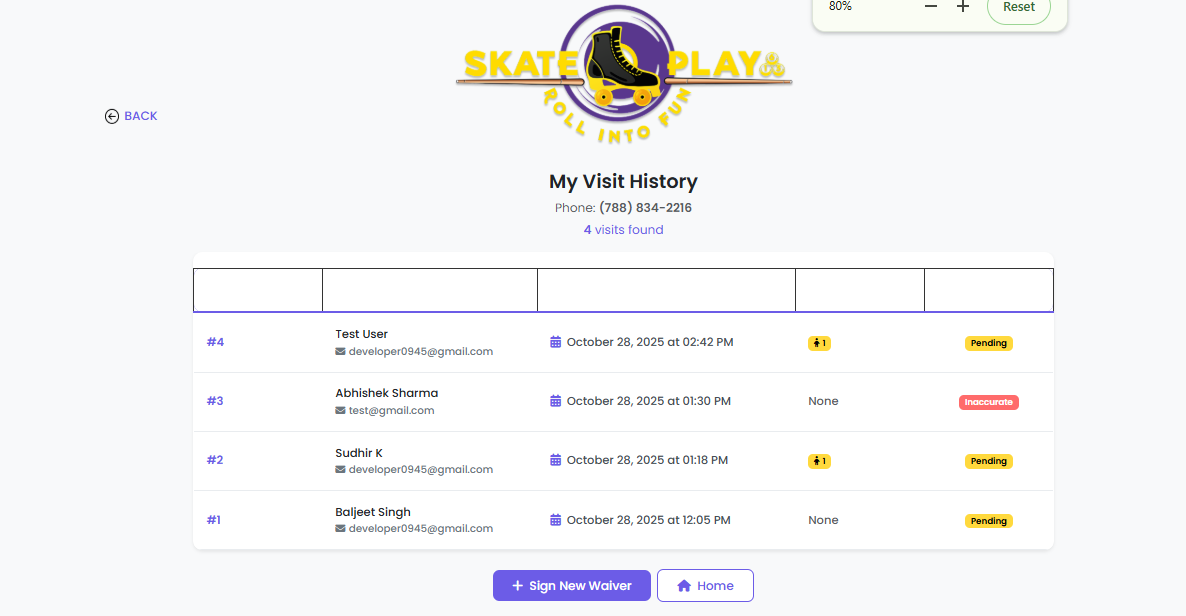 80% − + Reset
SKATE & PLAY
ROLL INTO FUN
BACK
My Visit History
Phone: (788) 834-2216
4 visits found
#4 Test User October 28, 2025 at 02:42 PM 1 Pending
developer0945@gmail.com
#3 Abhishek Sharma October 28, 2025 at 01:30 PM None Inaccurate
test@gmail.com
#2 Sudhir K October 28, 2025 at 01:18 PM 1 Pending
developer0945@gmail.com
#1 Baljeet Singh October 28, 2025 at 12:05 PM None Pending
developer0945@gmail.com
+ Sign New Waiver Home